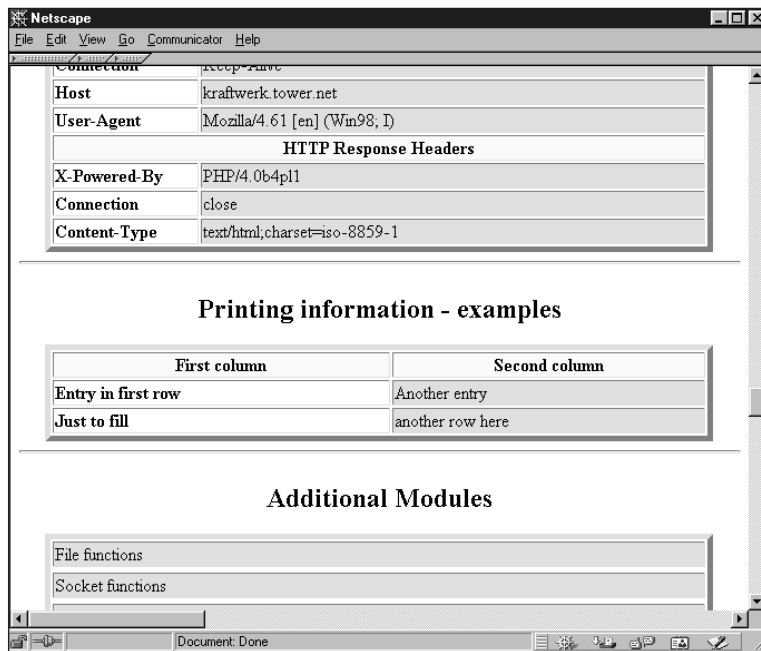 Netscape
File Edit View Go Communicator Help
Connection Keep-Alive
Host kraftwerk.tower.net
User-Agent Mozilla/4.61 [en] (Win98; I)
HTTP Response Headers
X-Powered-By PHP/4.0b4pl1
Connection close
Content-Type text/html;charset=iso-8859-1
Printing information - examples
First column Second column
Entry in first row Another entry
Just to fill another row here
Additional Modules
File functions
Socket functions
Document: Done